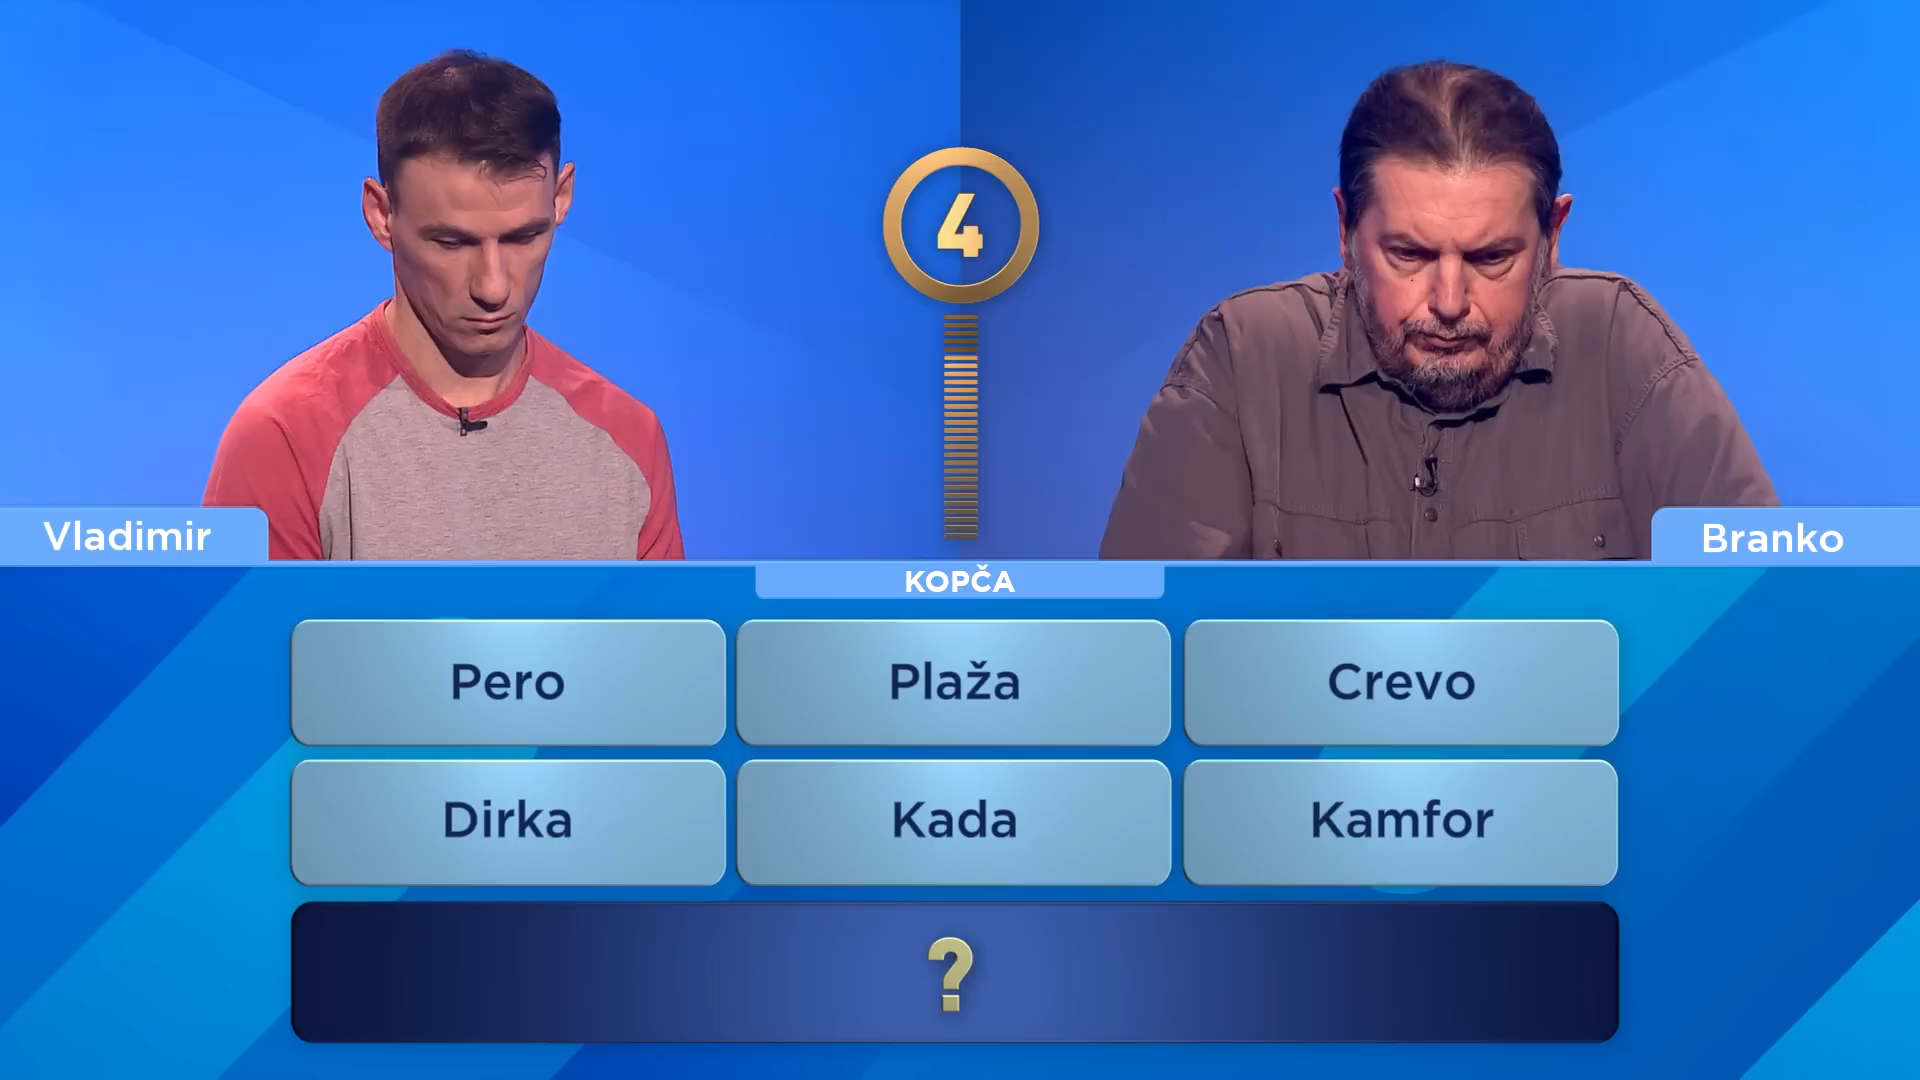 4
Vladimir
Branko
KOPČA
Pero
Plaža
Crevo
Dirka
Kada
Kamfor
?